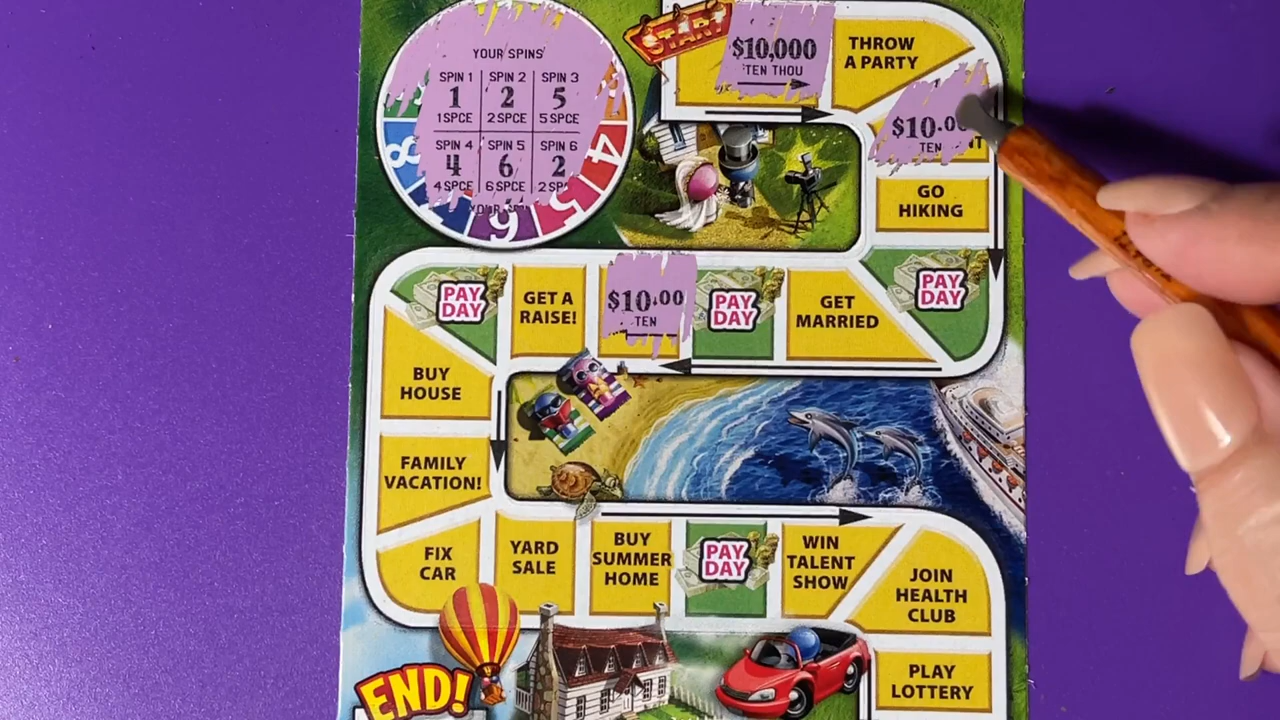 YOUR SPINS
SPIN 1 SPIN 2 SPIN 3
1 2 5
1 SPCE 2 SPCE 5 SPCE
SPIN 4 SPIN 5 SPIN 6
4 6 2
4 SPCE 6 SPCE
8 6 5 4
START
$10,000
TEN THOU
THROW
A PARTY
$10.00
TEN
GO
HIKING
PAY
DAY
GET A
RAISE!
$10.00
TEN
PAY
DAY
GET
MARRIED
PAY
DAY
BUY
HOUSE
FAMILY
VACATION!
FIX
CAR
YARD
SALE
BUY
SUMMER
HOME
PAY
DAY
WIN
TALENT
SHOW
JOIN
HEALTH
CLUB
PLAY
LOTTERY
END!